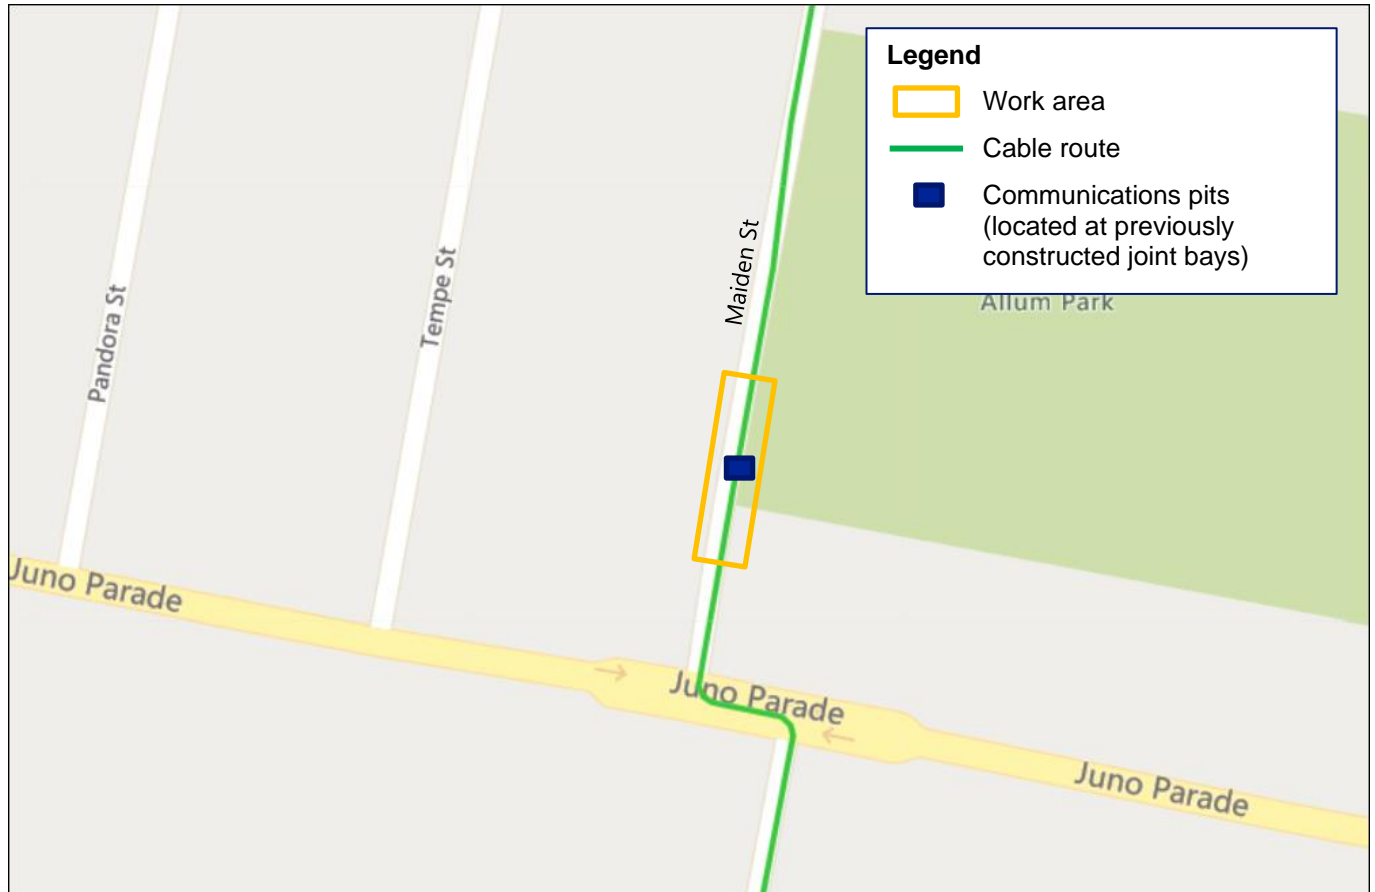 Legend
Work area
Cable route
Communications pits
(located at previously
constructed joint bays)
Allum Park
Maiden St
Tempe St
Pandora St
Juno Parade
Juno Parade
Juno Parade